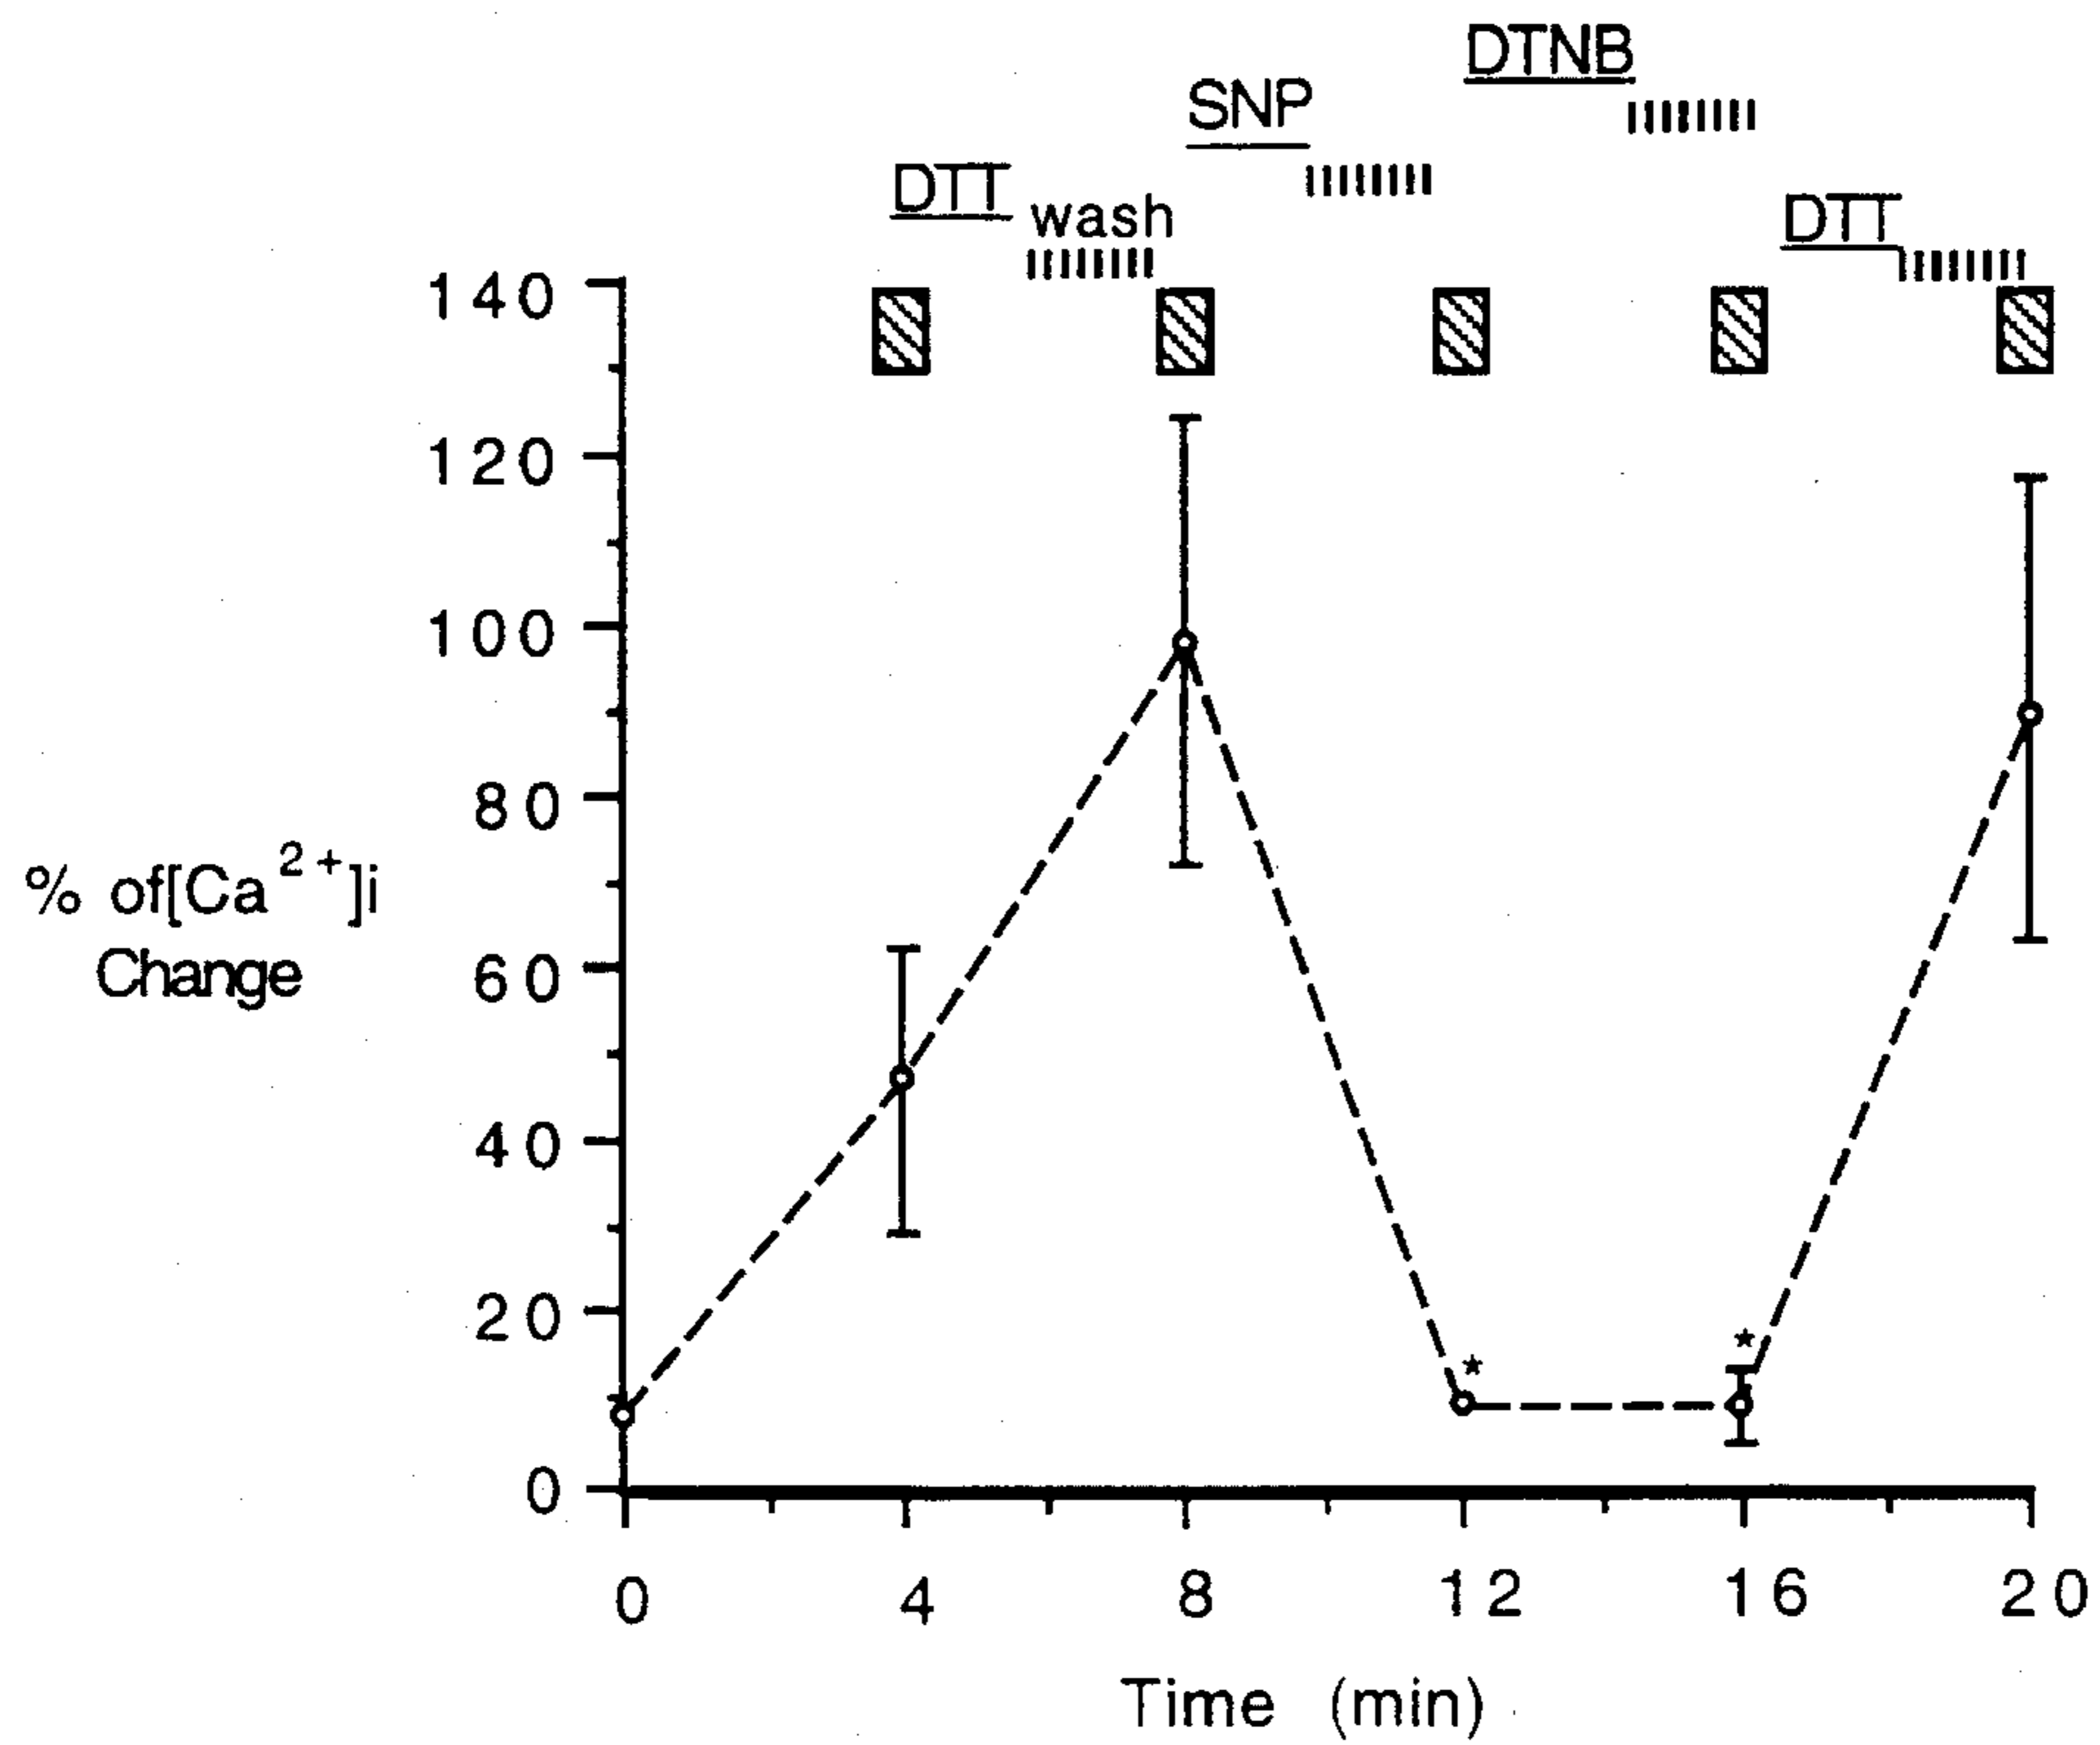 DTNB
SNP
DTT
wash
DTT
140
120
100
80
60
40
20
0
% of[Ca2+]i
Change
*
*
0 4 8 12 16 20
Time (min)